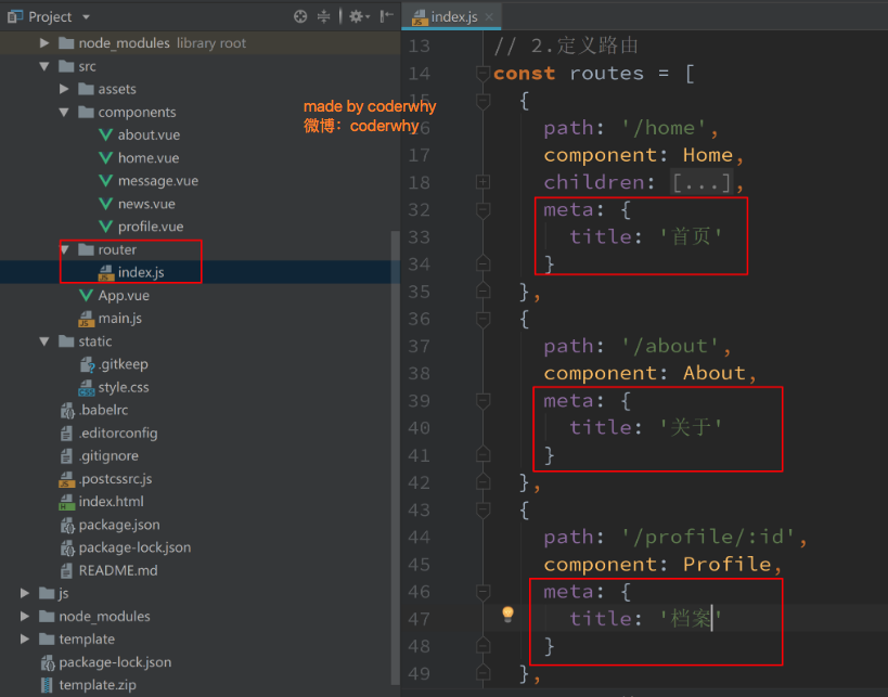 Project
node_modules library root
src
assets
components
about.vue
home.vue
message.vue
news.vue
profile.vue
router
index.js
App.vue
main.js
static
.gitkeep
style.css
.babelrc
.editorconfig
.gitignore
.postcssrc.js
index.html
package.json
package-lock.json
README.md
js
node_modules
template
package-lock.json
template.zip
made by coderwhy
微博：coderwhy
index.js
13 // 2.定义路由
14 const routes = [
15 {
16 path: '/home',
17 component: Home,
18 children: [...],
32 meta: {
33 title: '首页'
34 }
35 },
36 {
37 path: '/about',
38 component: About,
39 meta: {
40 title: '关于'
41 }
42 },
43 {
44 path: '/profile/:id',
45 component: Profile,
46 meta: {
47 title: '档案'
48 }
49 },